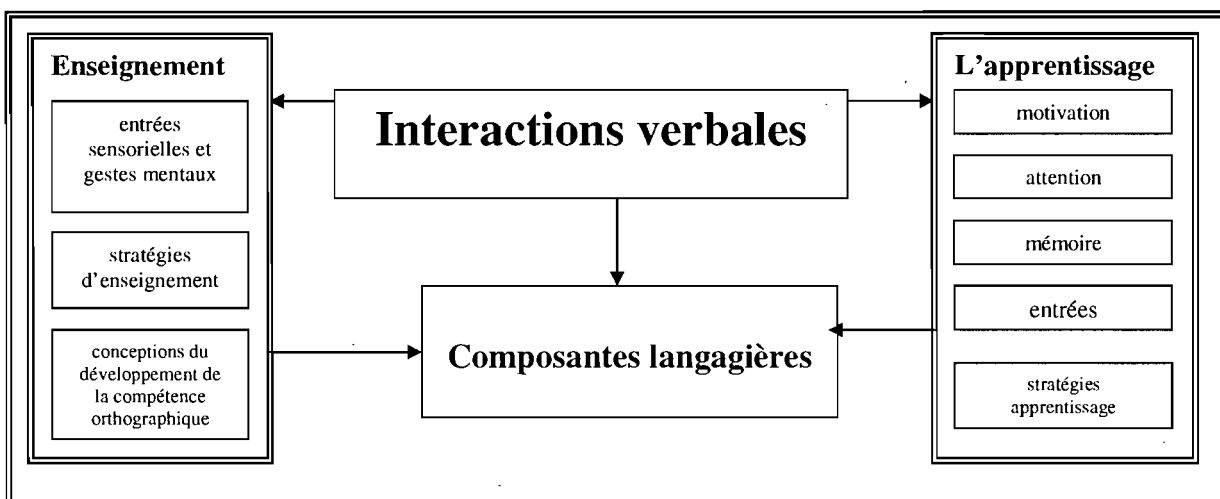 Enseignement
entrées
sensorielles et
gestes mentaux
stratégies
d'enseignement
conceptions du
développement de
la compétence
orthographique
Interactions verbales
Composantes langagières
L'apprentissage
motivation
attention
mémoire
entrées
stratégies
apprentissage